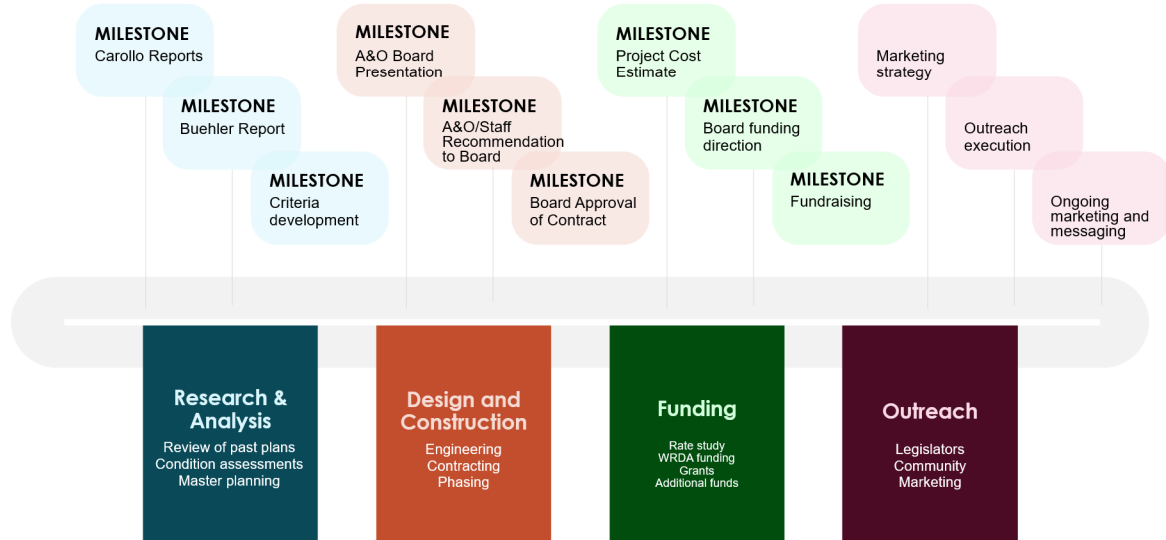 MILESTONE
Carollo Reports
MILESTONE
Buehler Report
MILESTONE
Criteria
development
MILESTONE
A&O Board
Presentation
MILESTONE
A&O/Staff
Recommendation
to Board
MILESTONE
Board Approval
of Contract
MILESTONE
Project Cost
Estimate
MILESTONE
Board funding
direction
MILESTONE
Fundraising
Marketing
strategy
Outreach
execution
Ongoing
marketing and
messaging
Research &
Analysis
Review of past plans
Condition assessments
Master planning
Design and
Construction
Engineering
Contracting
Phasing
Funding
Rate study
WRDA funding
Grants
Additional funds
Outreach
Legislators
Community
Marketing